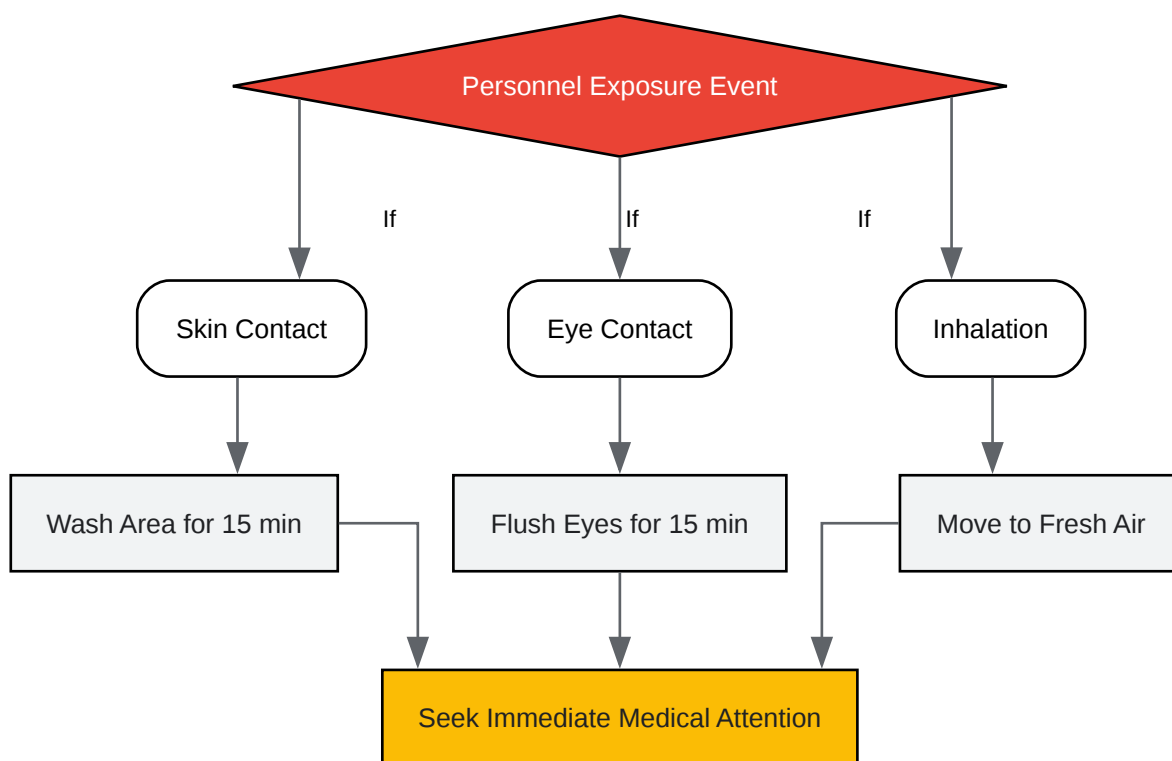 Personnel Exposure Event
If
If
If
Skin Contact
Eye Contact
Inhalation
Wash Area for 15 min
Flush Eyes for 15 min
Move to Fresh Air
Seek Immediate Medical Attention